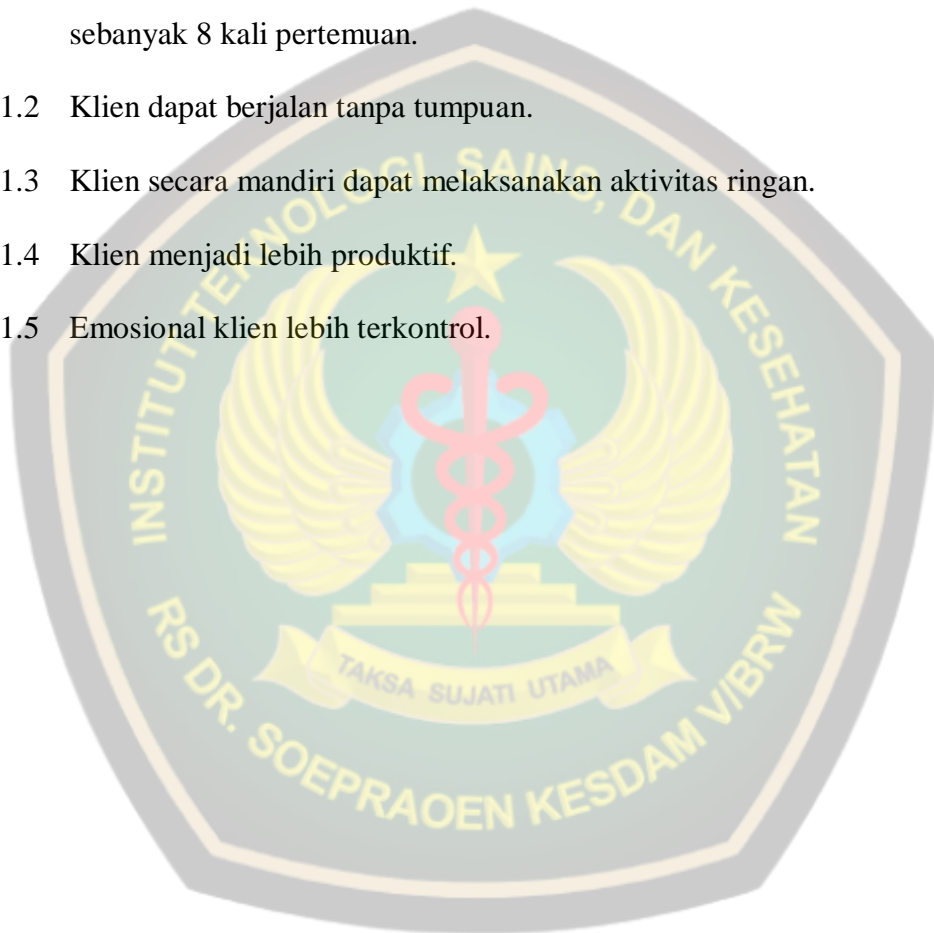 sebanyak 8 kali pertemuan.
1.2 Klien dapat berjalan tanpa tumpuan.
1.3 Klien secara mandiri dapat melaksanakan aktivitas ringan.
1.4 Klien menjadi lebih produktif.
1.5 Emosional klien lebih terkontrol.
INSTITUT TEKNOLOGI, SAINS, DAN KESEHATAN
TAKSA SUJATI UTAMA
RS DR. SOEPRAOEN KESDAM V/BRW